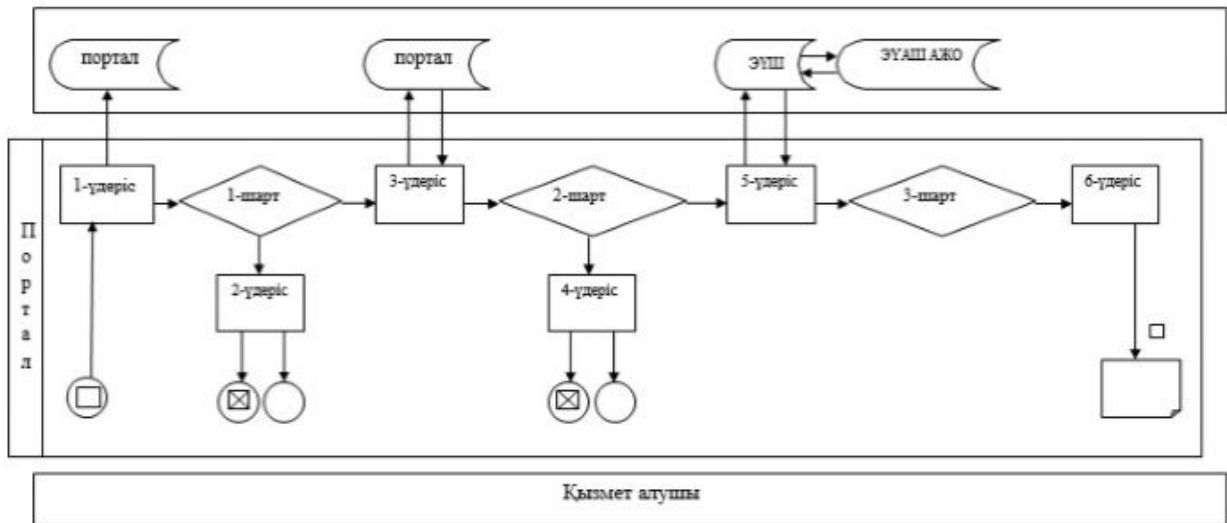 портал
портал
ЭҮШ
ЭҮАШ АЖО
Портал
1-үдеріс
1-шарт
3-үдеріс
2-шарт
5-үдеріс
3-шарт
6-үдеріс
2-үдеріс
4-үдеріс
Қызмет алушы